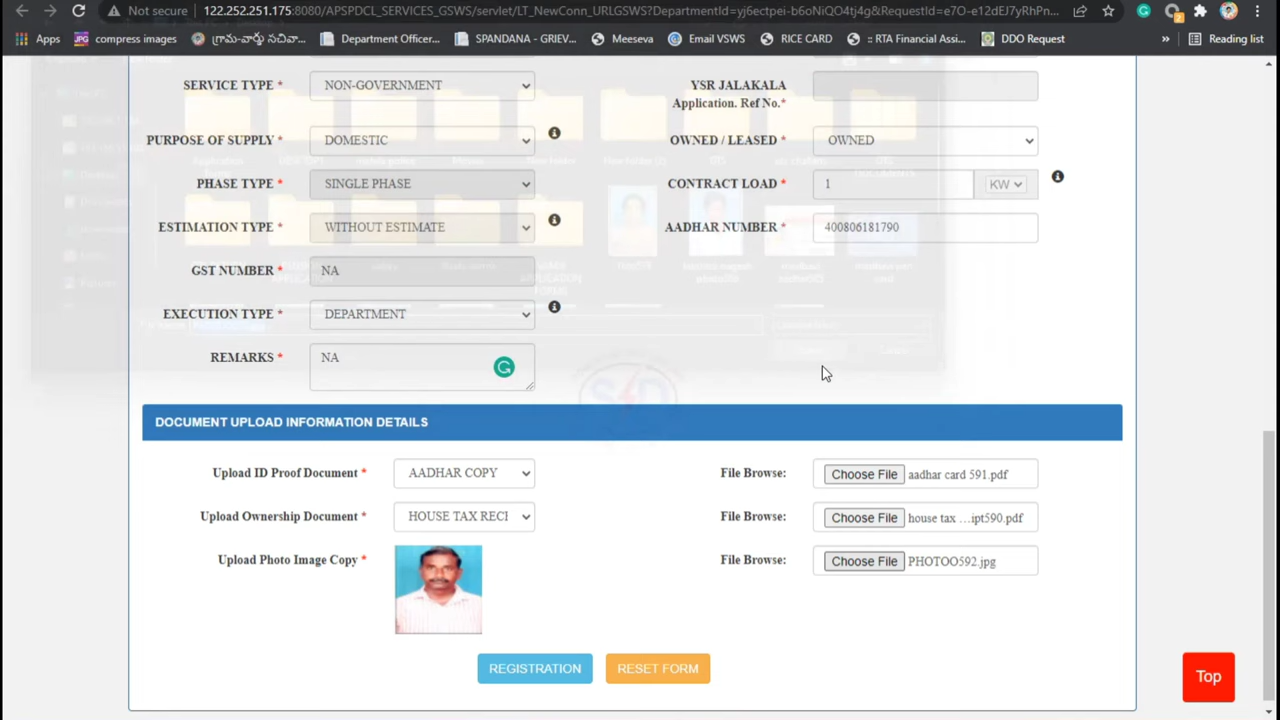 Not secure 122.252.251.175:8080/APSPDCL_SERVICES_GSWS/servlet/LT_NewConn_URLGSWS?DepartmentId=yj6ectpei-b6oNiQO4tj4g&RequestId=e7O-e12dEJ7yRhPn...
Apps compress images గ్రామ-వార్డు సచివా... Department Officer... SPANDANA - GRIEV... Meeseva Email VSWS RICE CARD :: RTA Financial Assi... DDO Request » Reading list
SERVICE TYPE * NON-GOVERNMENT YSR JALAKALA
Application. Ref No.*
PURPOSE OF SUPPLY * DOMESTIC OWNED / LEASED * OWNED
PHASE TYPE * SINGLE PHASE CONTRACT LOAD * 1 KW
ESTIMATION TYPE * WITHOUT ESTIMATE AADHAR NUMBER * 400806181790
GST NUMBER * NA
EXECUTION TYPE * DEPARTMENT
REMARKS * NA
DOCUMENT UPLOAD INFORMATION DETAILS
Upload ID Proof Document * AADHAR COPY File Browse: Choose File aadhar card 591.pdf
Upload Ownership Document * HOUSE TAX RECI File Browse: Choose File house tax ...ipt590.pdf
Upload Photo Image Copy * File Browse: Choose File PHOTOO592.jpg
REGISTRATION RESET FORM
Top